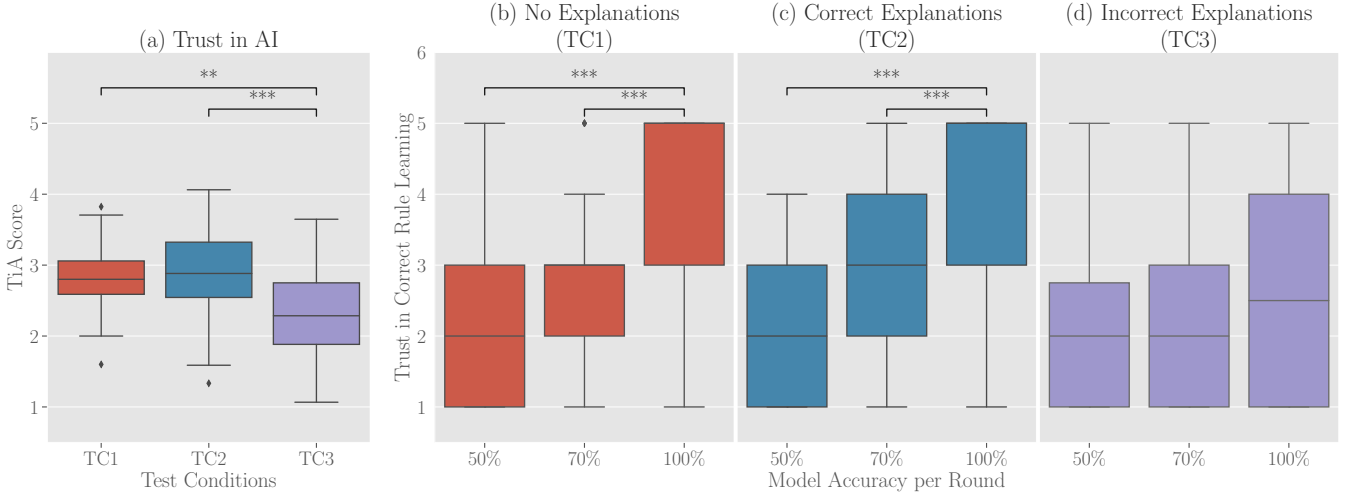 (a) Trust in AI
**
***
TiA Score
5
4
3
2
1
TC1 TC2 TC3
Test Conditions
(b) No Explanations
(TC1)
***
***
Trust in Correct Rule Learning
6
5
4
3
2
1
50% 70% 100%
(c) Correct Explanations
(TC2)
***
***
50% 70% 100%
(d) Incorrect Explanations
(TC3)
50% 70% 100%
Model Accuracy per Round